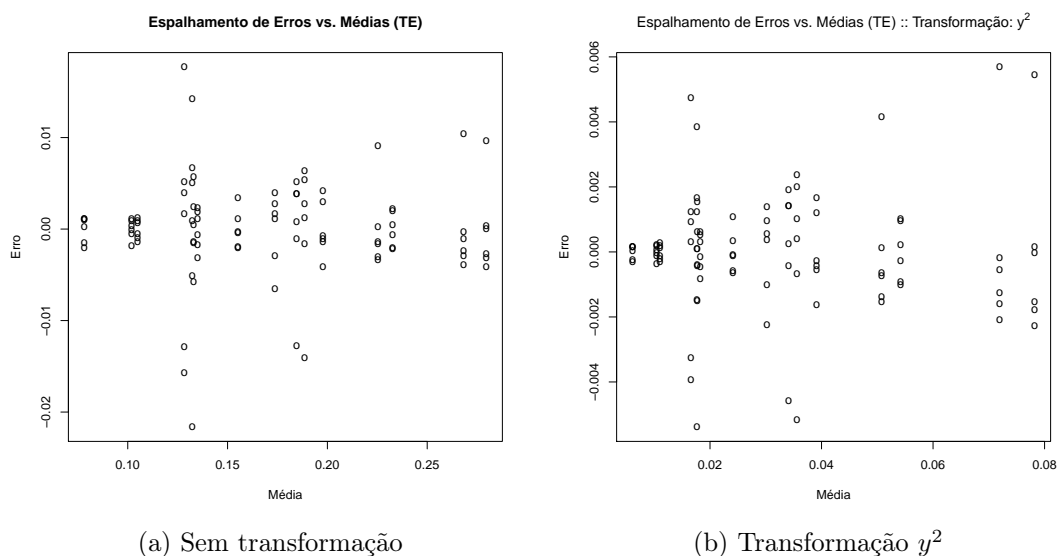 Espalhamento de Erros vs. Médias (TE)
0.01
0.00
−0.01
−0.02
Erro
0.10 0.15 0.20 0.25
Média
(a) Sem transformação
Espalhamento de Erros vs. Médias (TE) :: Transformação: y²
0.006
0.004
0.002
0.000
−0.002
−0.004
Erro
0.02 0.04 0.06 0.08
Média
(b) Transformação y²